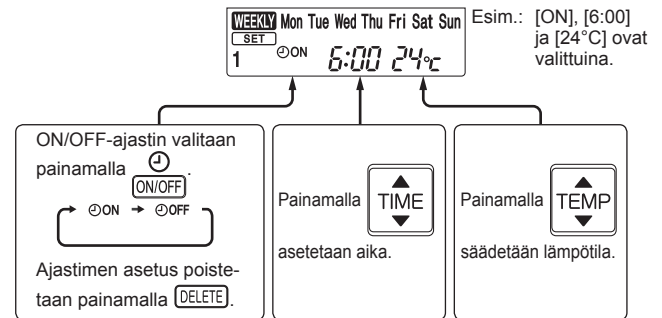 WEEKLY Mon Tue Wed Thu Fri Sat Sun
SET
1 ON 6:00 24°C
Esim.: [ON], [6:00]
ja [24°C] ovat
valittuina.
ON/OFF-ajastin valitaan
painamalla
ON/OFF.
ON → OFF
Ajastimen asetus poiste-
taan painamalla DELETE.
Painamalla TIME
asetetaan aika.
Painamalla TEMP
säädetään lämpötila.